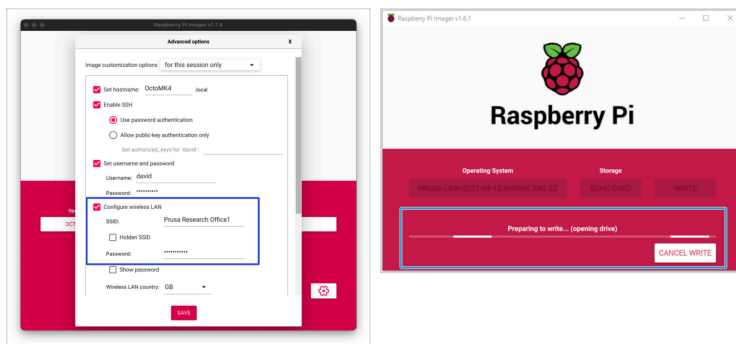 Raspberry Pi Imager v1.7.4
Advanced options
X
Image customization options for this session only
Set hostname: OctoMK4 .local
Enable SSH
Use password authentication
Allow public-key authentication only
Set authorized_keys for 'david':
Set username and password
Username: david
Password: ••••••••••
Configure wireless LAN
SSID: Prusa Research Office1
Hidden SSID
Password: •••••••••••
Show password
Wireless LAN country: GB
SAVE
Op
OCT
Raspberry Pi Imager v1.6.1
Raspberry Pi
Operating System
Storage
PRUSA-LINK-2021-04-13.SHRINK.IMG.GZ
SDHC CARD
WRITE
Preparing to write... (opening drive)
CANCEL WRITE